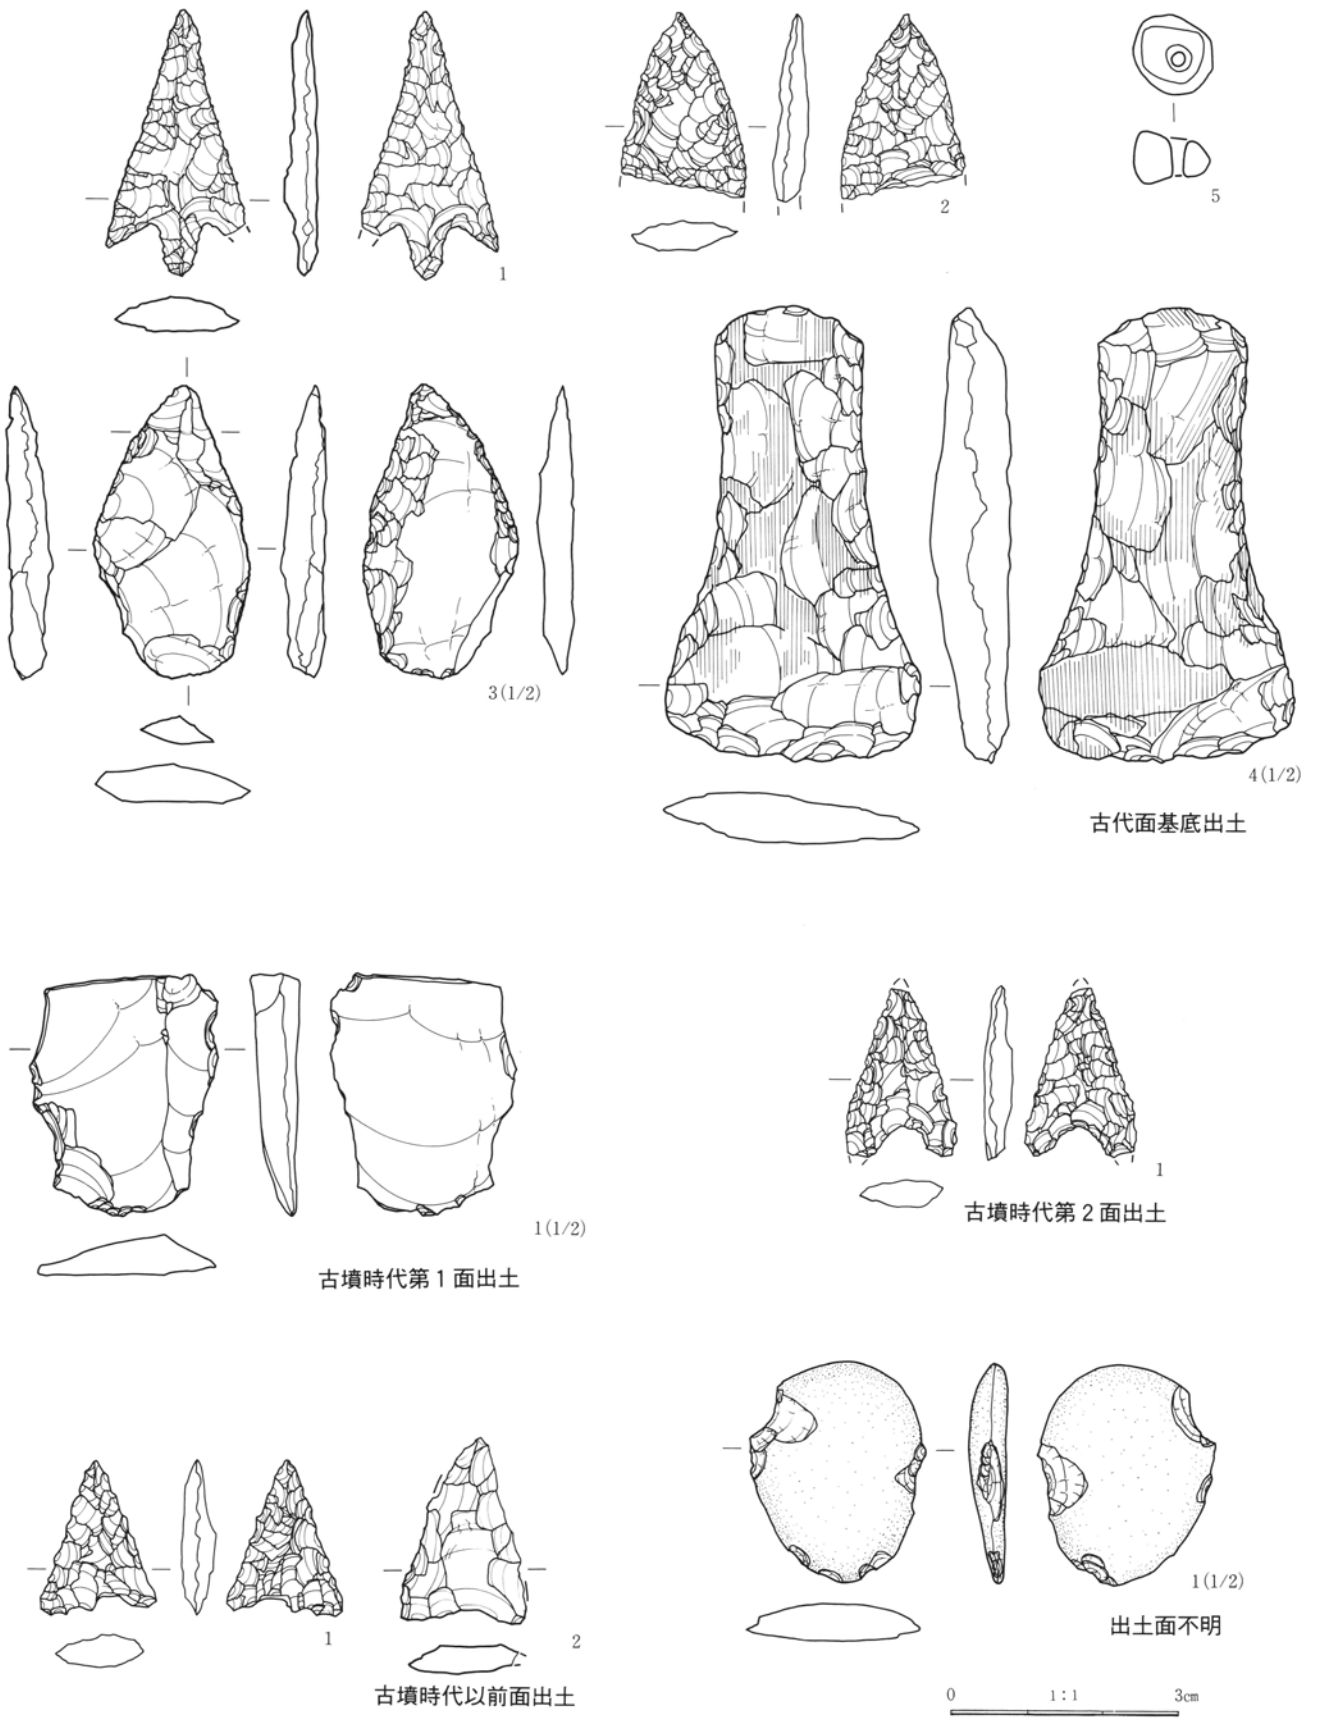 1
2
5
3(1/2)
4(1/2)
古代面基底出土
1(1/2)
古墳時代第1面出土
1
古墳時代第2面出土
1
2
古墳時代以前面出土
1(1/2)
出土面不明
0 1:1 3cm